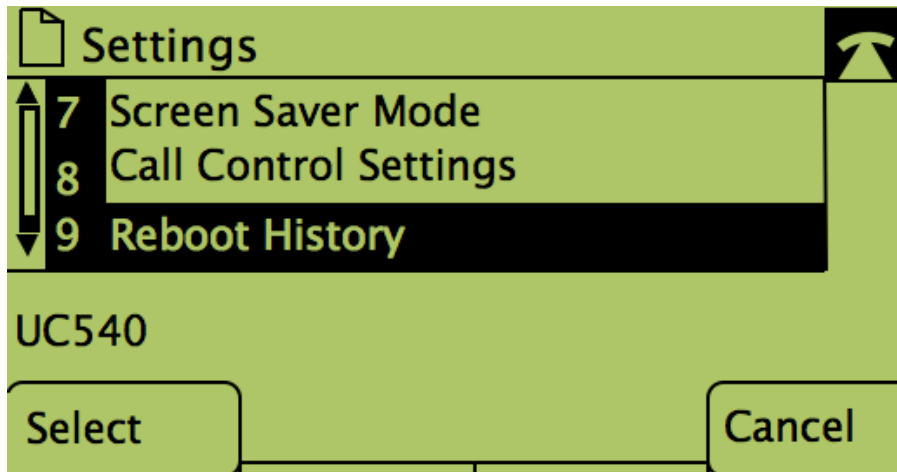 Settings
7 Screen Saver Mode
8 Call Control Settings
9 Reboot History
UC540
Select Cancel